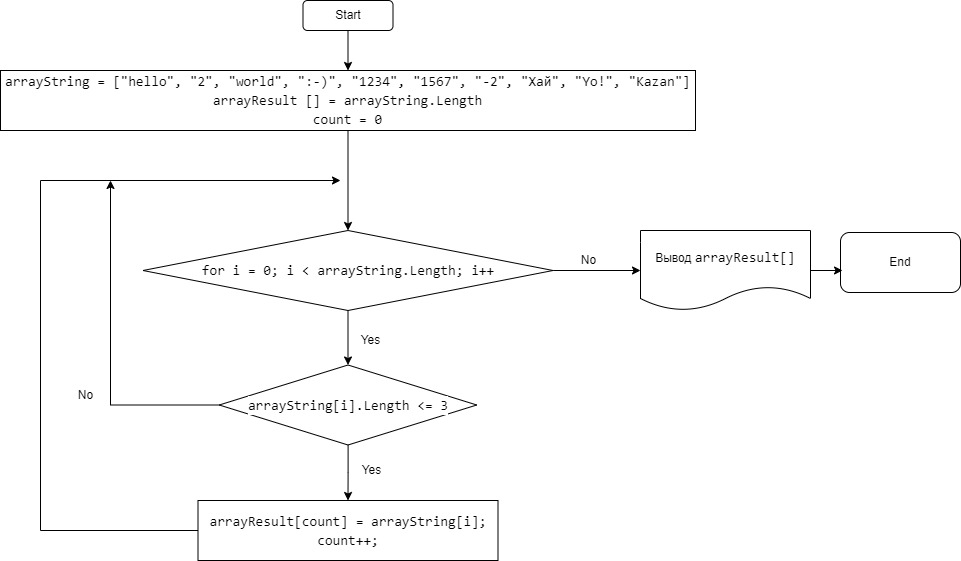 Start
arrayString = ["hello", "2", "world", ":-)", "1234", "1567", "-2", "Хай", "Yo!", "Kazan"]
arrayResult [] = arrayString.Length
count = 0
for i = 0; i < arrayString.Length; i++
No
Вывод arrayResult[]
End
Yes
No
arrayString[i].Length <= 3
Yes
arrayResult[count] = arrayString[i];
count++;